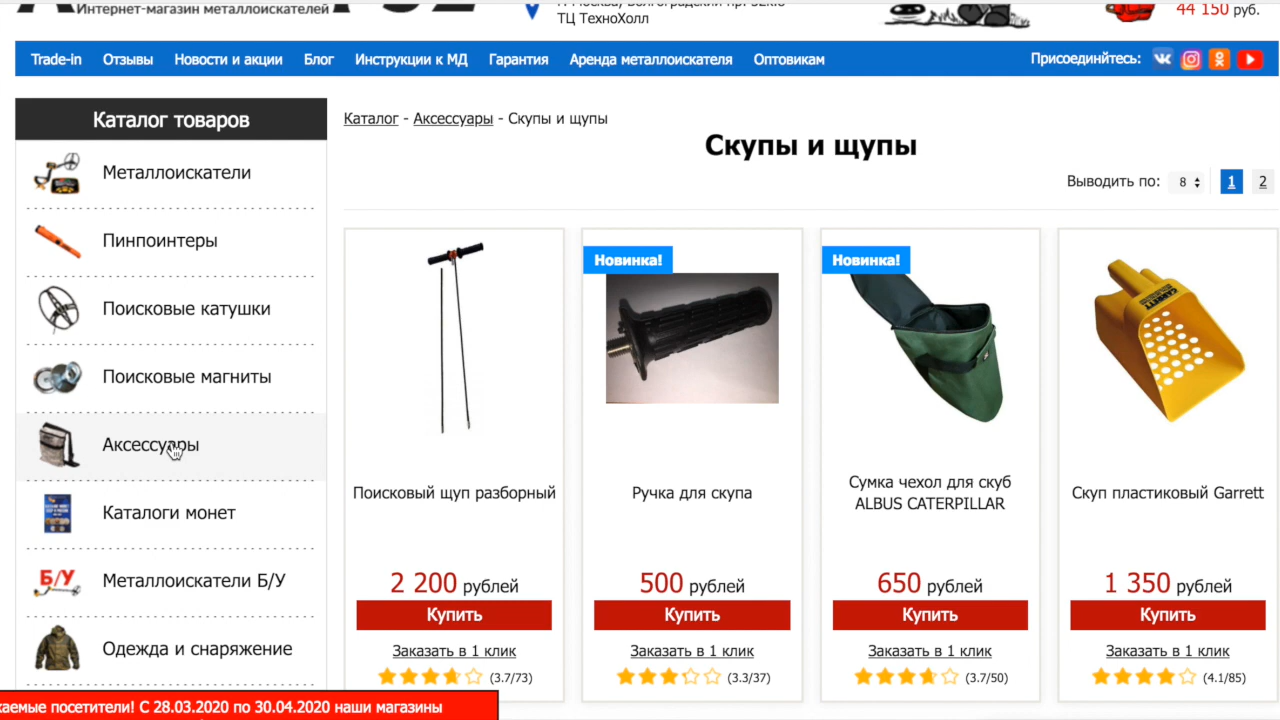 Интернет-магазин металлоискателей
ТЦ ТехноХолл
44 150 руб.
Trade-in Отзывы Новости и акции Блог Инструкции к МД Гарантия Аренда металлоискателя Оптовикам Присоединйтесь:
Каталог товаров
Металлоискатели
Пинпоинтеры
Поисковые катушки
Поисковые магниты
Аксессуары
Каталоги монет
Б/У
Металлоискатели Б/У
Одежда и снаряжение
Каталог - Аксессуары - Скупы и щупы
Скупы и щупы
Выводить по: 8 1 2
Поисковый щуп разборный
2 200 рублей
Купить
Заказать в 1 клик
(3.7/73)
Новинка!
Ручка для скупа
500 рублей
Купить
Заказать в 1 клик
(3.3/37)
Новинка!
Сумка чехол для скуб
ALBUS CATERPILLAR
650 рублей
Купить
Заказать в 1 клик
(3.7/50)
GARRETT
Скуп пластиковый Garrett
1 350 рублей
Купить
Заказать в 1 клик
(4.1/85)
жаемые посетители! С 28.03.2020 по 30.04.2020 наши магазины